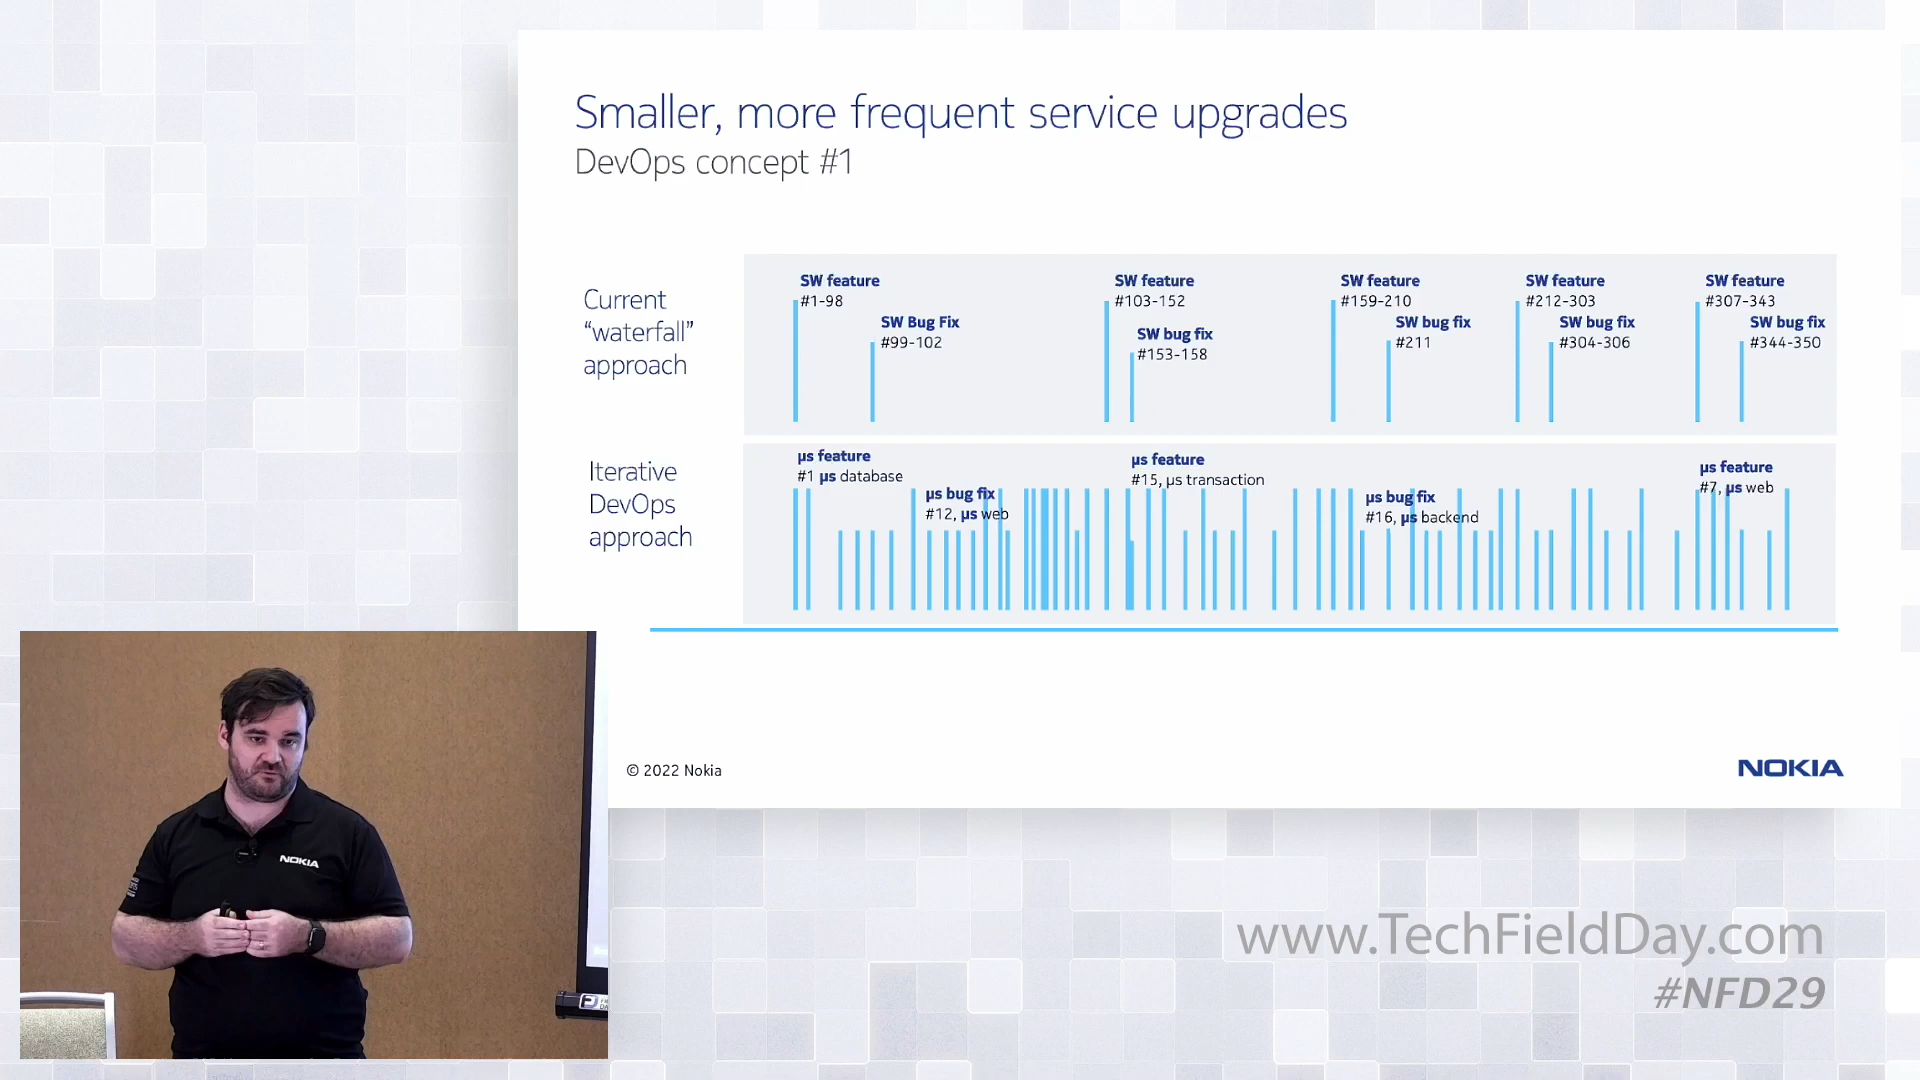 Smaller, more frequent service upgrades
DevOps concept #1
Current
“waterfall”
approach
SW feature
#1-98
SW Bug Fix
#99-102
SW feature
#103-152
SW bug fix
#153-158
SW feature
#159-210
SW bug fix
#211
SW feature
#212-303
SW bug fix
#304-306
SW feature
#307-343
SW bug fix
#344-350
Iterative
DevOps
approach
µs feature
#1 µs database
µs bug fix
#12, µs web
µs feature
#15, µs transaction
µs bug fix
#16, µs backend
µs feature
#7, µs web
© 2022 Nokia
NOKIA
NOKIA
www.TechFieldDay.com
#NFD29